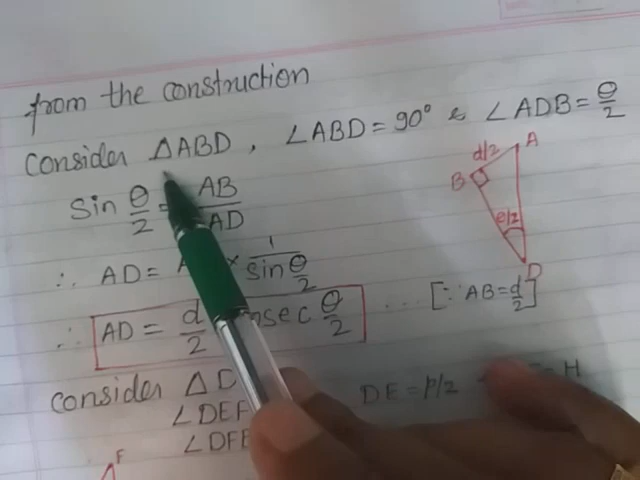 from the construction
Consider ΔABD, ∠ABD = 90° & ∠ADB = θ/2
Sin θ/2 = AB/AD
∴ AD = × 1/sin θ/2
∴ AD = d/2 sec θ/2 ... [∵ AB = d/2]
Consider Δ D DE = P/2 H
∠DEF
∠DFE
F
A
d/2
B
θ/2
D